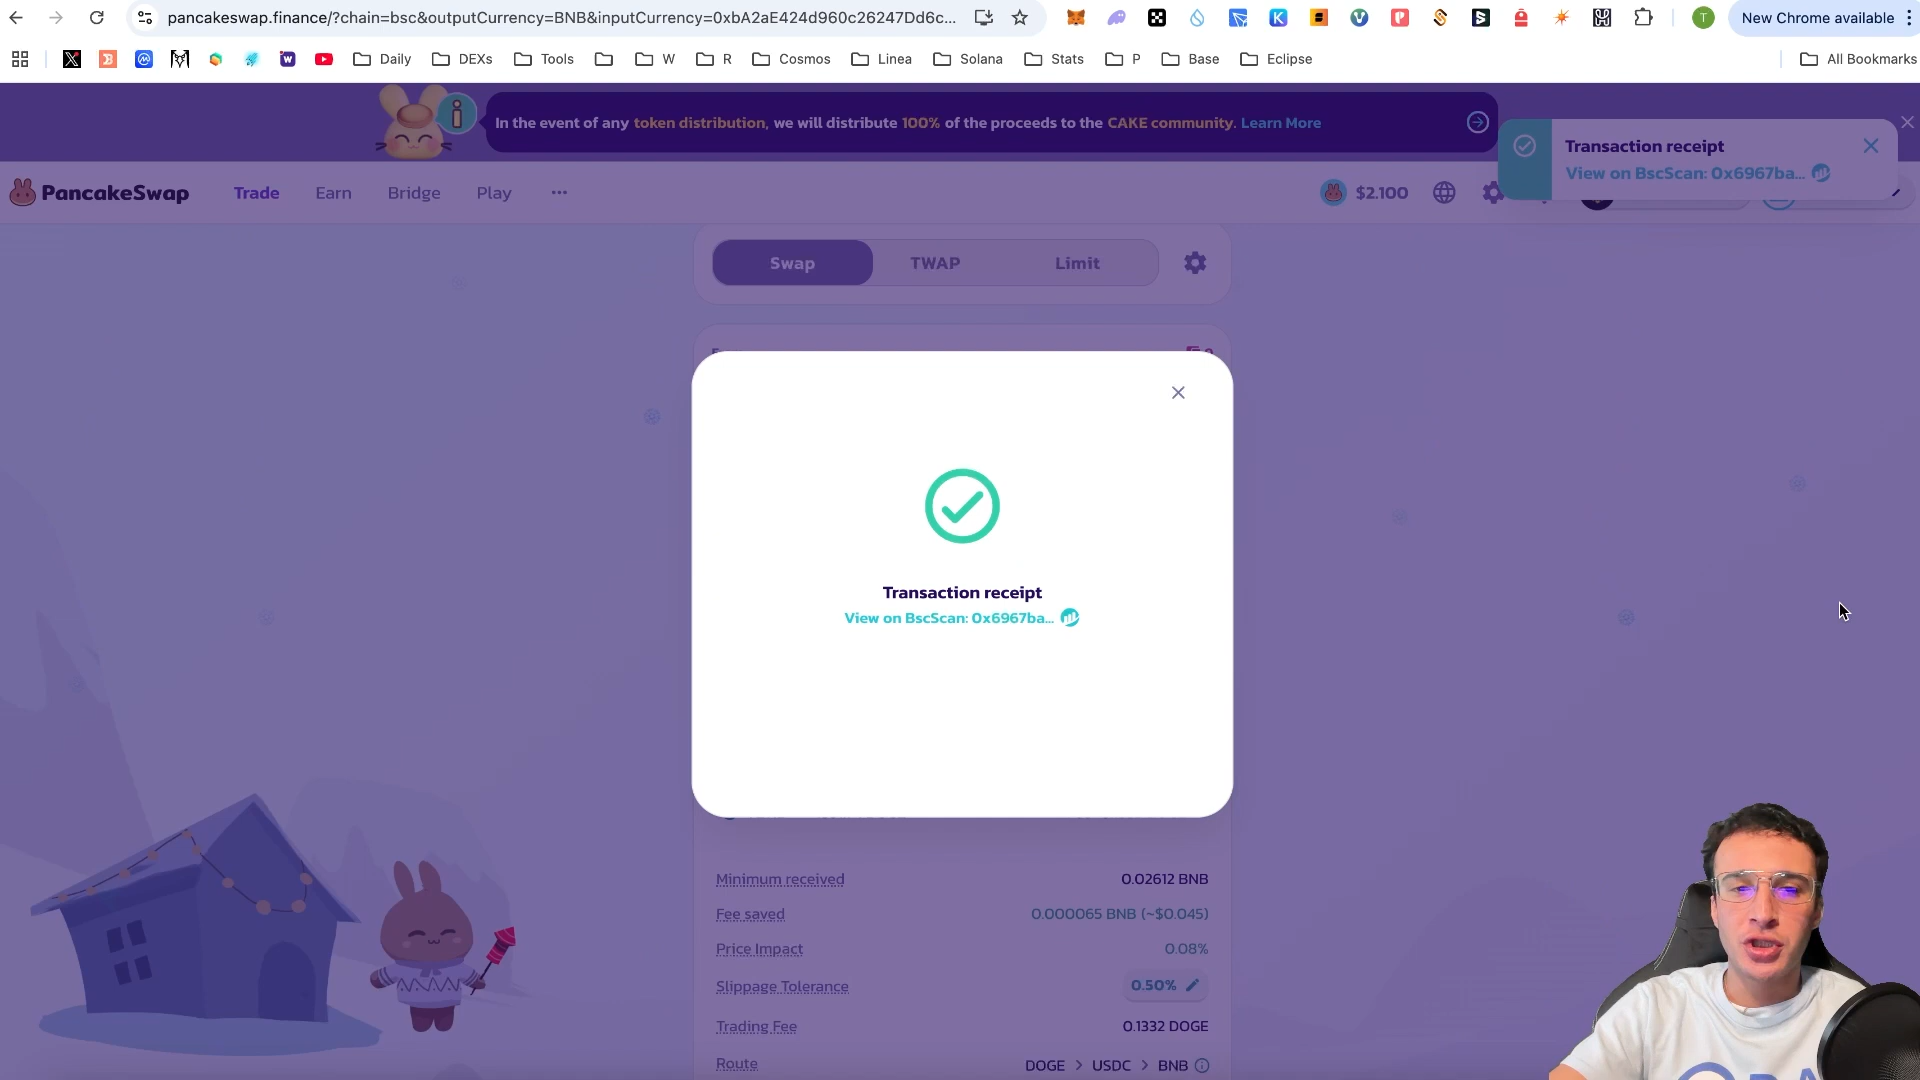 pancakeswap.finance/?chain=bsc&outputCurrency=BNB&inputCurrency=0xbA2aE424d960c26247Dd6c...
T
New Chrome available
Daily
DEXs
Tools
W
R
Cosmos
Linea
Solana
Stats
P
Base
Eclipse
All Bookmarks
In the event of any token distribution, we will distribute 100% of the proceeds to the CAKE community. Learn More
Transaction receipt
View on BscScan: 0x6967ba...
PancakeSwap
Trade
Earn
Bridge
Play
$2.100
Swap
TWAP
Limit
Transaction receipt
View on BscScan: 0x6967ba...
Minimum received
0.02612 BNB
Fee saved
0.000065 BNB (~$0.045)
Price Impact
0.08%
Slippage Tolerance
0.50%
Trading Fee
0.1332 DOGE
Route
DOGE > USDC > BNB